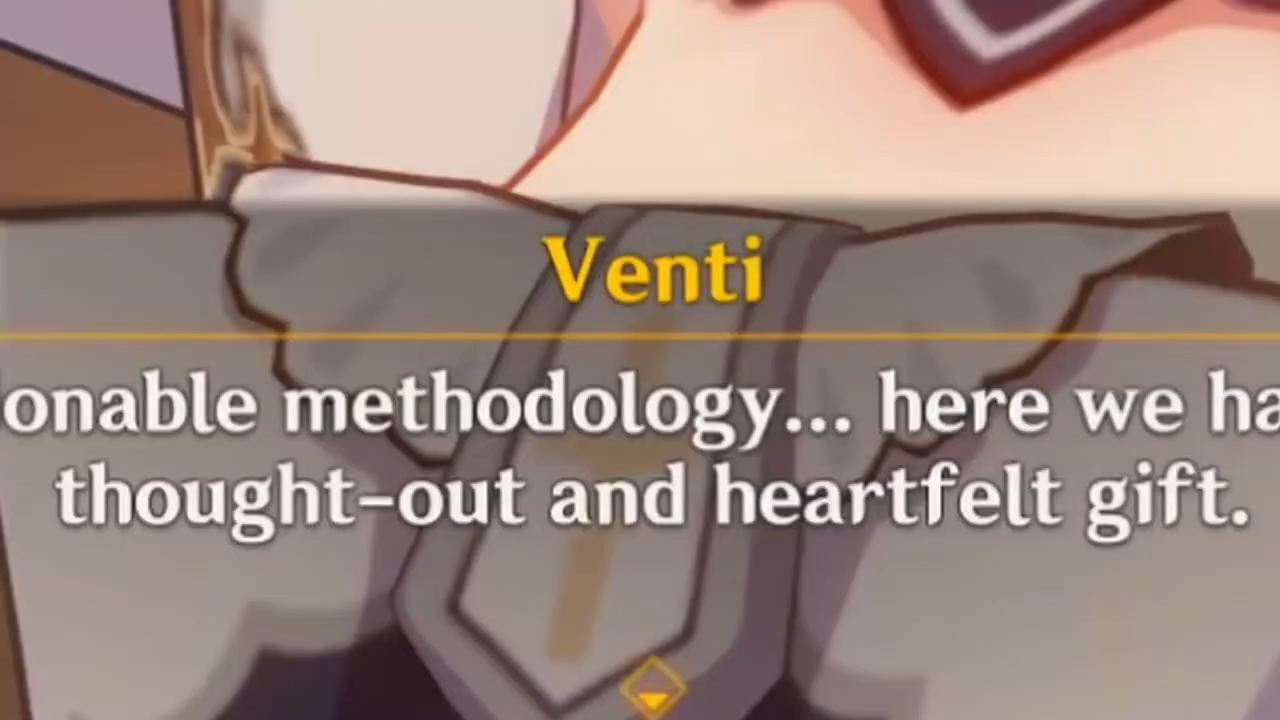 Venti
onable methodology... here we ha
thought-out and heartfelt gift.